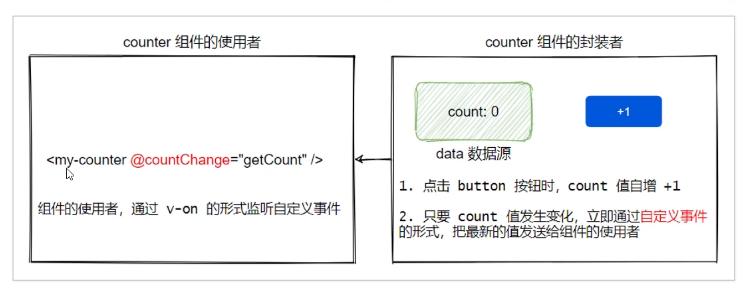 counter 组件的使用者
<my-counter @countChange="getCount" />
组件的使用者，通过 v-on 的形式监听自定义事件
counter 组件的封装者
count: 0
+1
data 数据源
1. 点击 button 按钮时，count 值自增 +1
2. 只要 count 值发生变化，立即通过自定义事件
的形式，把最新的值发送给组件的使用者